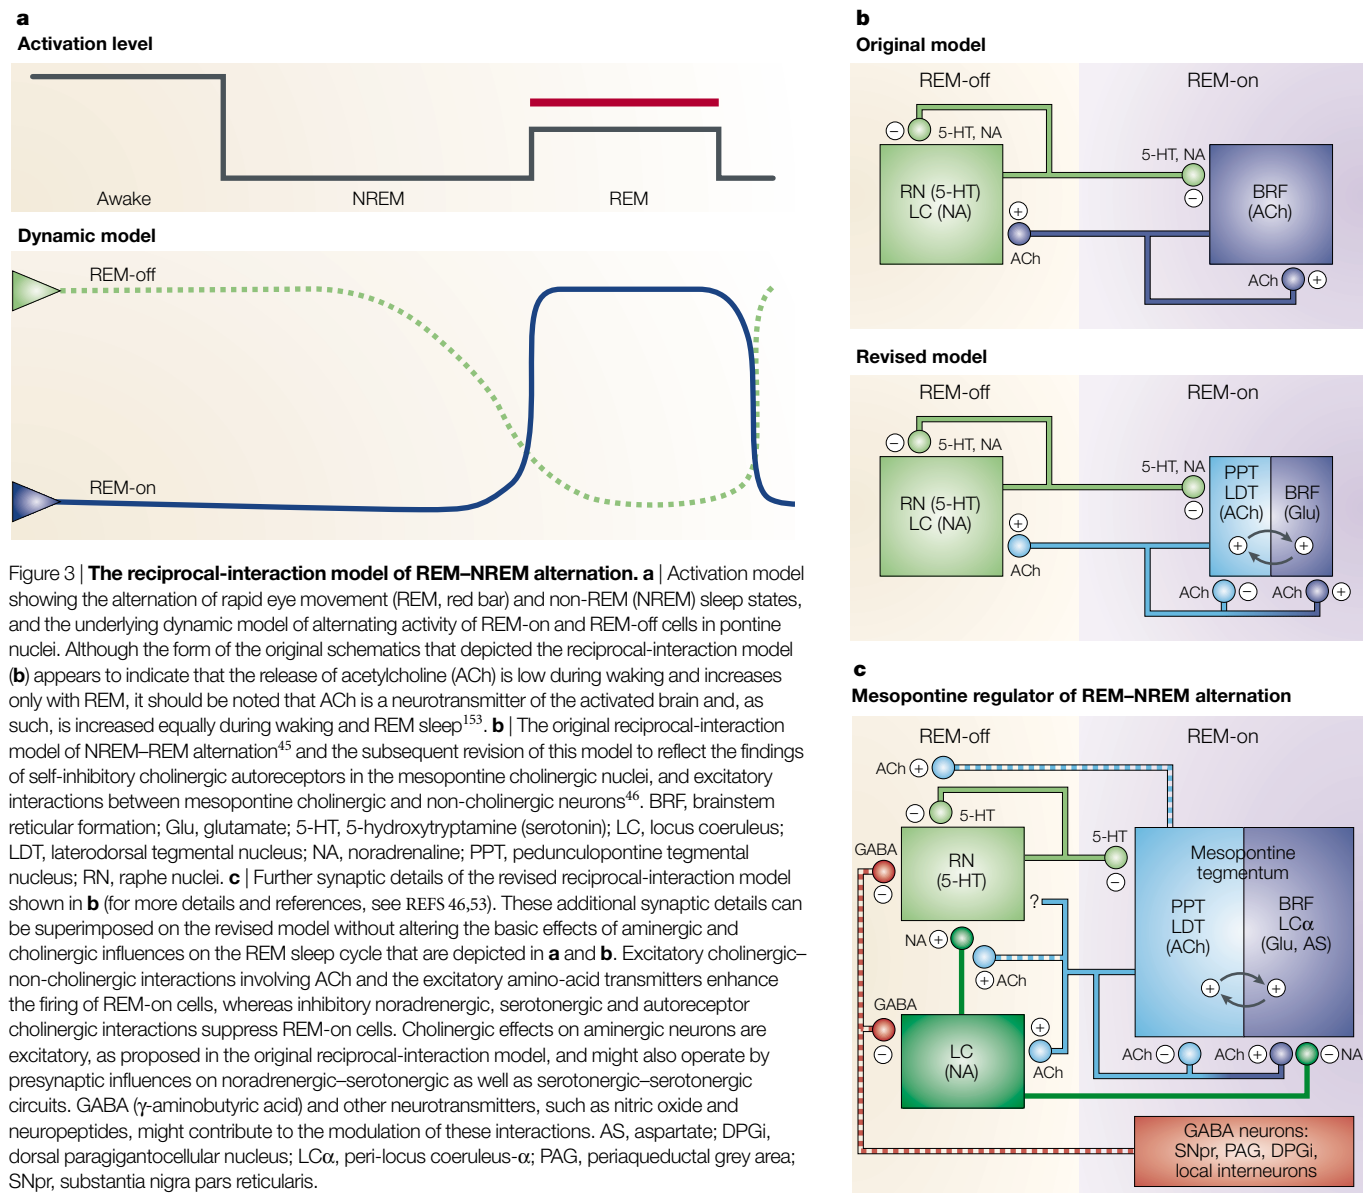 a
Activation level
Awake
NREM
REM
Dynamic model
REM-off
REM-on
Figure 3 | The reciprocal-interaction model of REM–NREM alternation. a | Activation model
showing the alternation of rapid eye movement (REM, red bar) and non-REM (NREM) sleep states,
and the underlying dynamic model of alternating activity of REM-on and REM-off cells in pontine
nuclei. Although the form of the original schematics that depicted the reciprocal-interaction model
(b) appears to indicate that the release of acetylcholine (ACh) is low during waking and increases
only with REM, it should be noted that ACh is a neurotransmitter of the activated brain and, as
such, is increased equally during waking and REM sleep153. b | The original reciprocal-interaction
model of NREM–REM alternation45 and the subsequent revision of this model to reflect the findings
of self-inhibitory cholinergic autoreceptors in the mesopontine cholinergic nuclei, and excitatory
interactions between mesopontine cholinergic and non-cholinergic neurons46. BRF, brainstem
reticular formation; Glu, glutamate; 5-HT, 5-hydroxytryptamine (serotonin); LC, locus coeruleus;
LDT, laterodorsal tegmental nucleus; NA, noradrenaline; PPT, pedunculopontine tegmental
nucleus; RN, raphe nuclei. c | Further synaptic details of the revised reciprocal-interaction model
shown in b (for more details and references, see REFS 46,53). These additional synaptic details can
be superimposed on the revised model without altering the basic effects of aminergic and
cholinergic influences on the REM sleep cycle that are depicted in a and b. Excitatory cholinergic–
non-cholinergic interactions involving ACh and the excitatory amino-acid transmitters enhance
the firing of REM-on cells, whereas inhibitory noradrenergic, serotonergic and autoreceptor
cholinergic interactions suppress REM-on cells. Cholinergic effects on aminergic neurons are
excitatory, as proposed in the original reciprocal-interaction model, and might also operate by
presynaptic influences on noradrenergic–serotonergic as well as serotonergic–serotonergic
circuits. GABA (γ-aminobutyric acid) and other neurotransmitters, such as nitric oxide and
neuropeptides, might contribute to the modulation of these interactions. AS, aspartate; DPGi,
dorsal paragigantocellular nucleus; LCα, peri-locus coeruleus-α; PAG, periaqueductal grey area;
SNpr, substantia nigra pars reticularis.
b
Original model
REM-off
REM-on
− 5-HT, NA
5-HT, NA
−
RN (5-HT)
LC (NA)
BRF
(ACh)
+
ACh
ACh +
Revised model
REM-off
REM-on
− 5-HT, NA
5-HT, NA
−
RN (5-HT)
LC (NA)
PPT
LDT
(ACh)
BRF
(Glu)
+ +
+
ACh
ACh − ACh +
c
Mesopontine regulator of REM–NREM alternation
REM-off
REM-on
ACh +
− 5-HT
5-HT
−
GABA
−
RN
(5-HT)
Mesopontine
tegmentum
PPT
LDT
(ACh)
BRF
LCα
(Glu, AS)
+ +
?
NA +
+ ACh
GABA
−
LC
(NA)
+
ACh
ACh − ACh + − NA
GABA neurons:
SNpr, PAG, DPGi,
local interneurons